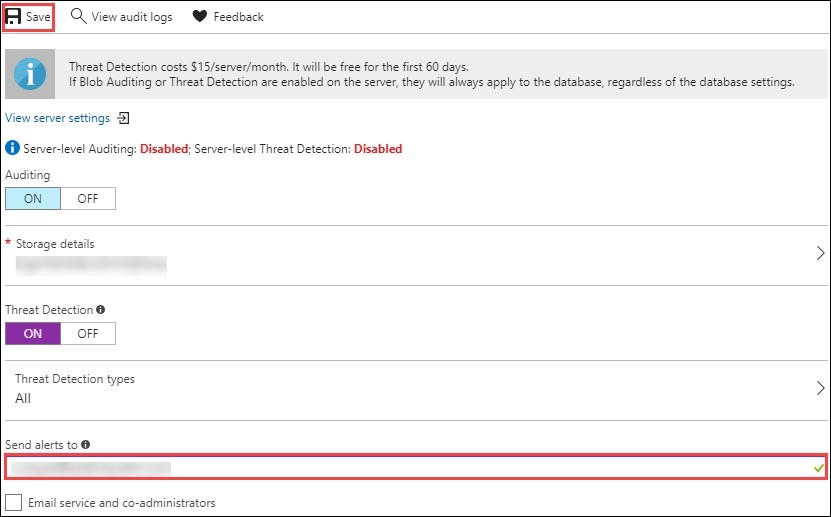 Save View audit logs Feedback
Threat Detection costs $15/server/month. It will be free for the first 60 days.
If Blob Auditing or Threat Detection are enabled on the server, they will always apply to the database, regardless of the database settings.
View server settings
Server-level Auditing: Disabled; Server-level Threat Detection: Disabled
Auditing
ON OFF
* Storage details
Threat Detection
ON OFF
Threat Detection types
All
Send alerts to
Email service and co-administrators